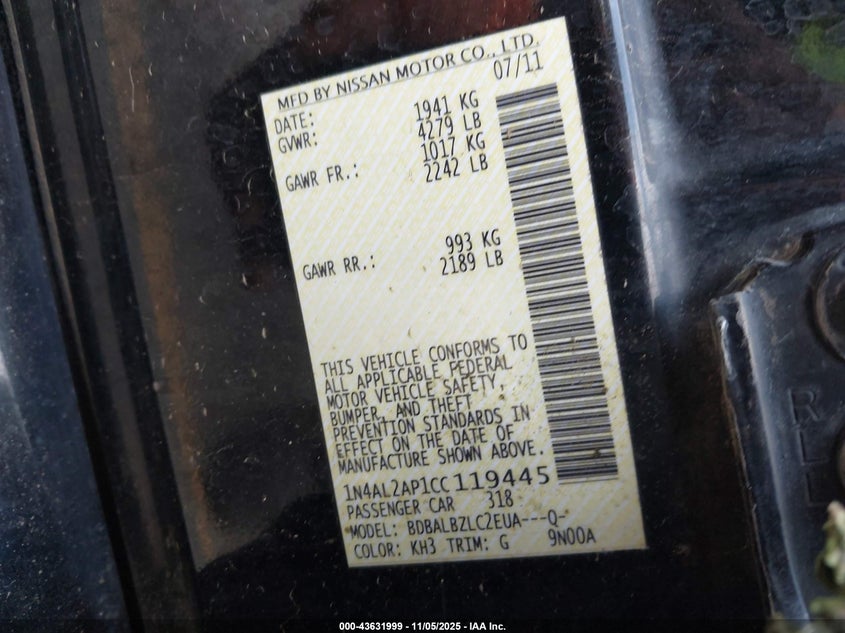 MFD BY NISSAN MOTOR CO., LTD.
DATE: 07/11
GVWR: 1941 KG
4279 LB
GAWR FR.: 1017 KG
2242 LB
GAWR RR.: 993 KG
2189 LB
THIS VEHICLE CONFORMS TO
ALL APPLICABLE FEDERAL
MOTOR VEHICLE SAFETY,
BUMPER, AND THEFT
PREVENTION STANDARDS IN
EFFECT ON THE DATE OF
MANUFACTURE SHOWN ABOVE.
1N4AL2AP1CC119445
PASSENGER CAR 318
MODEL: BDBALBZLC2EUA---Q-
COLOR: KH3 TRIM: G 9N00A
000-43631999 - 11/05/2025 - IAA Inc.